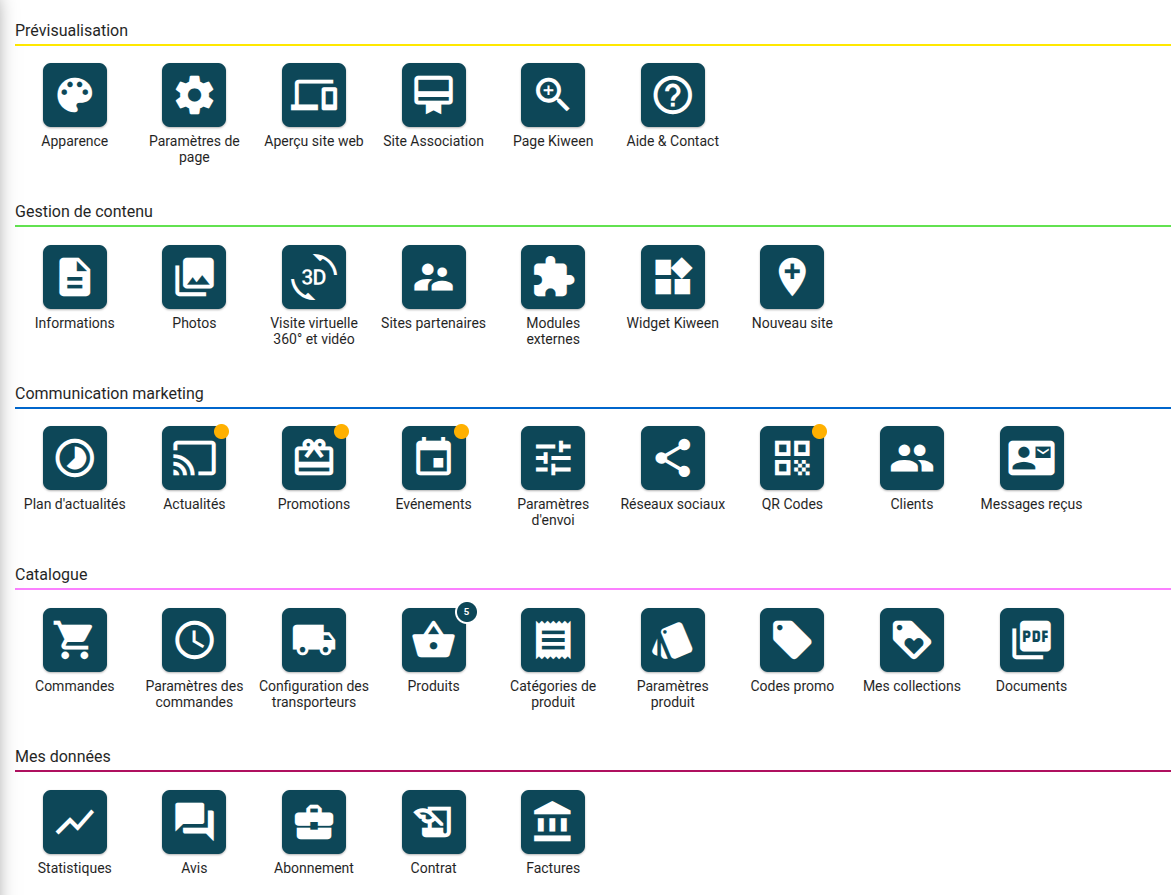 Prévisualisation
Apparence
Paramètres de
page
Aperçu site web
Site Association
Page Kiween
Aide & Contact
Gestion de contenu
Informations
Photos
3D
Visite virtuelle
360° et vidéo
Sites partenaires
Modules
externes
Widget Kiween
Nouveau site
Communication marketing
Plan d'actualités
Actualités
Promotions
Evénements
Paramètres
d'envoi
Réseaux sociaux
QR Codes
Clients
Messages reçus
Catalogue
Commandes
Paramètres des
commandes
Configuration des
transporteurs
5
Produits
Catégories de
produit
Paramètres
produit
Codes promo
Mes collections
PDF
Documents
Mes données
Statistiques
Avis
Abonnement
Contrat
Factures